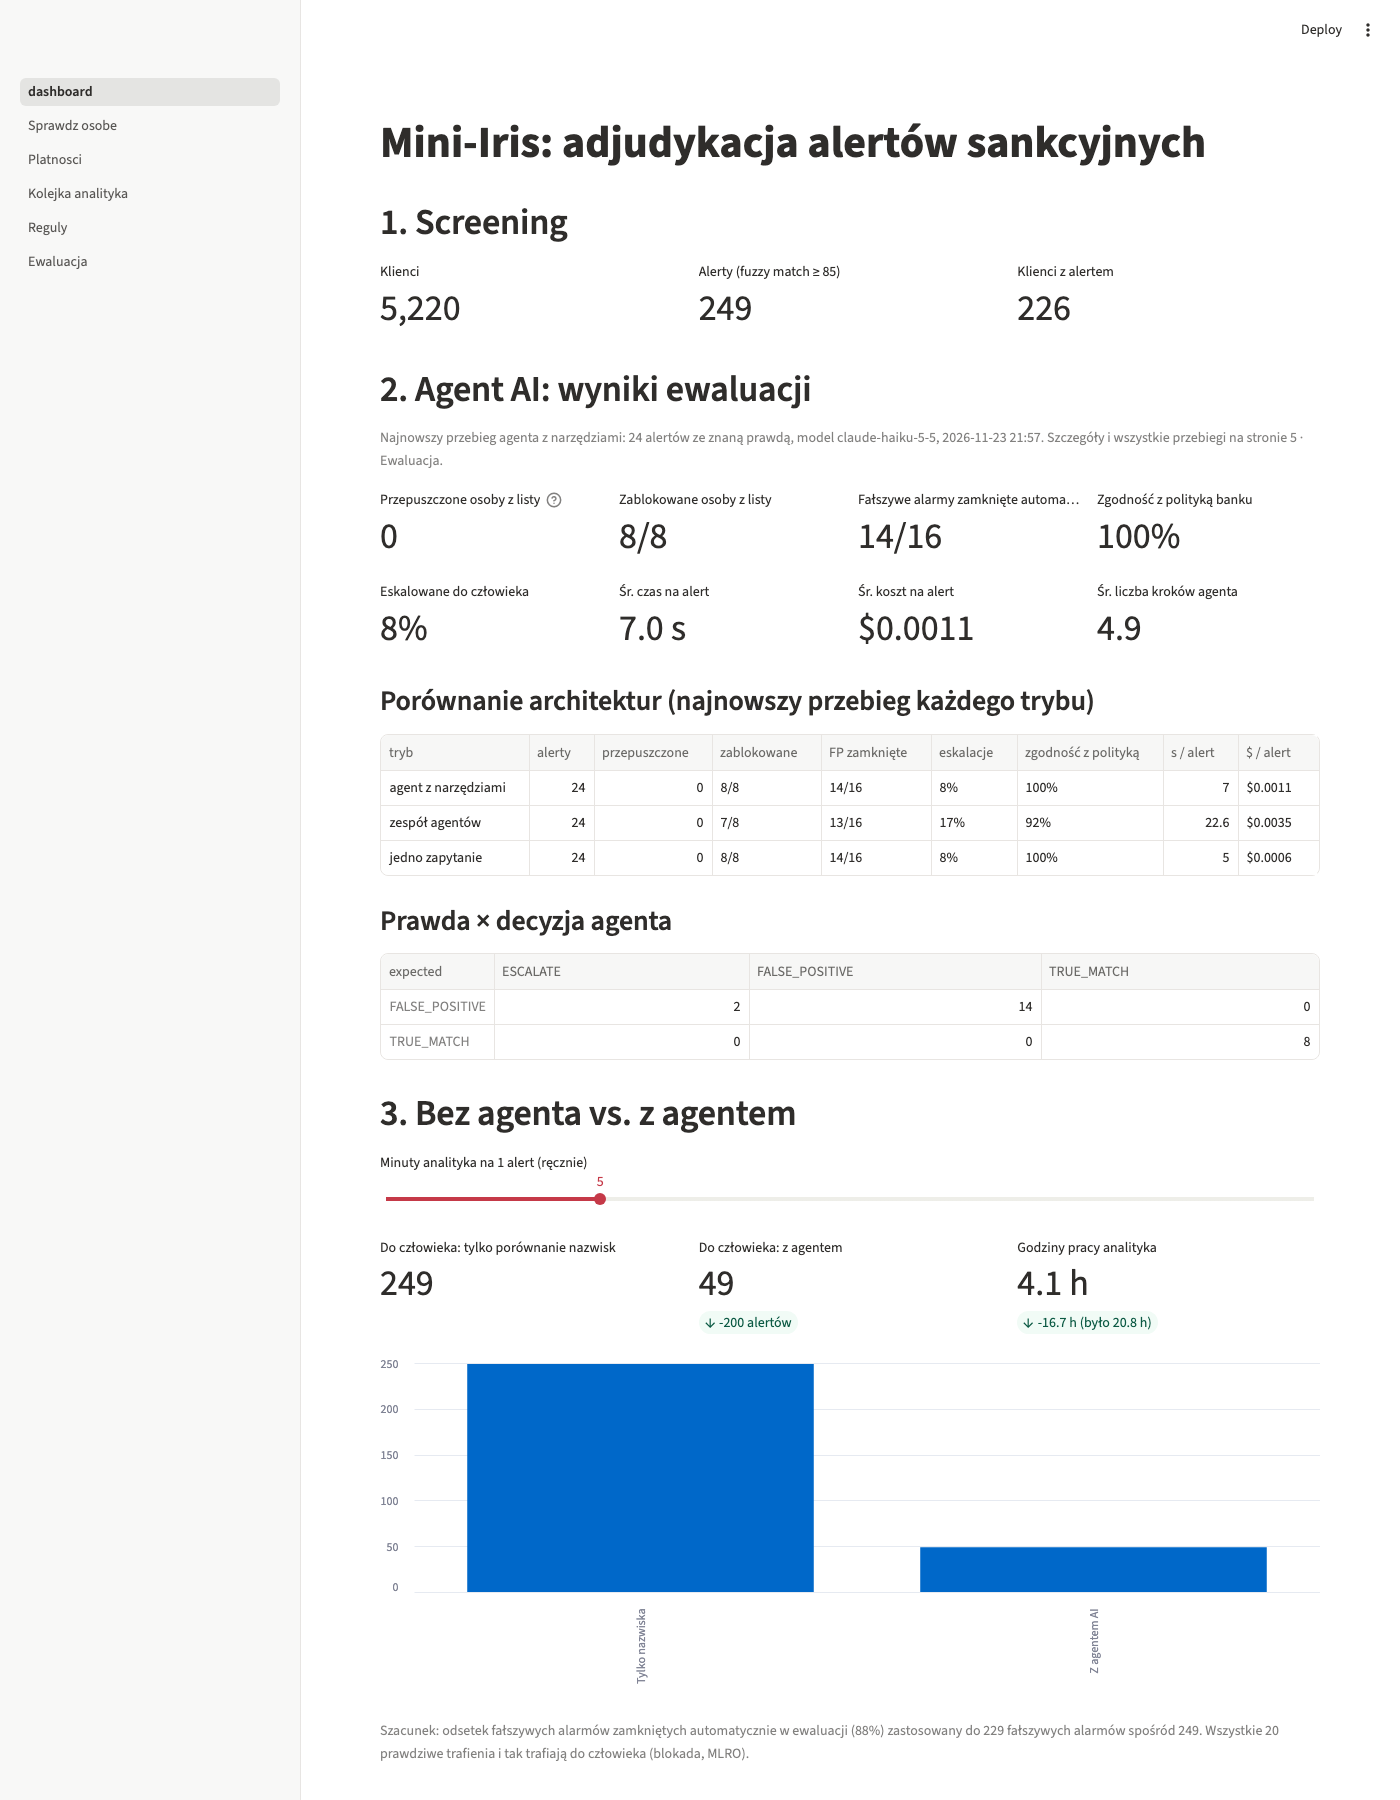 Deploy
dashboard
Sprawdz osobe
Platnosci
Kolejka analityka
Reguly
Ewaluacja
Mini-Iris: adjudykacja alertów sankcyjnych
1. Screening
Klienci Alerty (fuzzy match ≥ 85) Klienci z alertem
5,220 249 226
2. Agent AI: wyniki ewaluacji
Najnowszy przebieg agenta z narzędziami: 24 alertów ze znaną prawdą, model claude-haiku-5-5, 2026-11-23 21:57. Szczegóły i wszystkie przebiegi na stronie 5 ·
Ewaluacja.
Przepuszczone osoby z listy Zablokowane osoby z listy Fałszywe alarmy zamknięte automa… Zgodność z polityką banku
0 8/8 14/16 100%
Eskalowane do człowieka Śr. czas na alert Śr. koszt na alert Śr. liczba kroków agenta
8% 7.0 s $0.0011 4.9
Porównanie architektur (najnowszy przebieg każdego trybu)
tryb alerty przepuszczone zablokowane FP zamknięte eskalacje zgodność z polityką s / alert $ / alert
agent z narzędziami 24 0 8/8 14/16 8% 100% 7 $0.0011
zespół agentów 24 0 7/8 13/16 17% 92% 22.6 $0.0035
jedno zapytanie 24 0 8/8 14/16 8% 100% 5 $0.0006
Prawda × decyzja agenta
expected ESCALATE FALSE_POSITIVE TRUE_MATCH
FALSE_POSITIVE 2 14 0
TRUE_MATCH 0 0 8
3. Bez agenta vs. z agentem
Minuty analityka na 1 alert (ręcznie)
5
Do człowieka: tylko porównanie nazwisk Do człowieka: z agentem Godziny pracy analityka
249 49 4.1 h
↓ -200 alertów ↓ -16.7 h (było 20.8 h)
250
200
150
100
50
0
Tylko nazwiska
Z agentem AI
Szacunek: odsetek fałszywych alarmów zamkniętych automatycznie w ewaluacji (88%) zastosowany do 229 fałszywych alarmów spośród 249. Wszystkie 20
prawdziwe trafienia i tak trafiają do człowieka (blokada, MLRO).